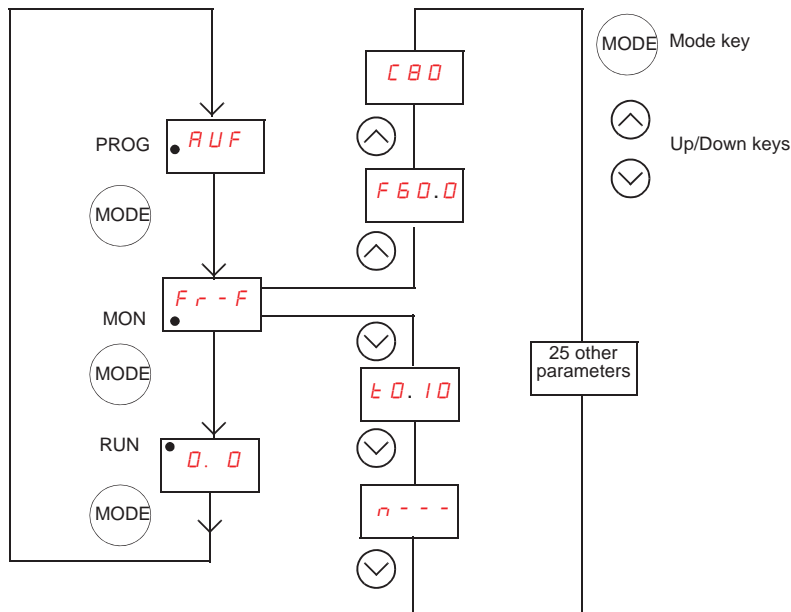 MODE Mode key
C80
PROG AUF
Up/Down keys
F60.0
MODE
Fr-F
MON
25 other
parameters
MODE
t0.10
RUN
0.0
n---
MODE